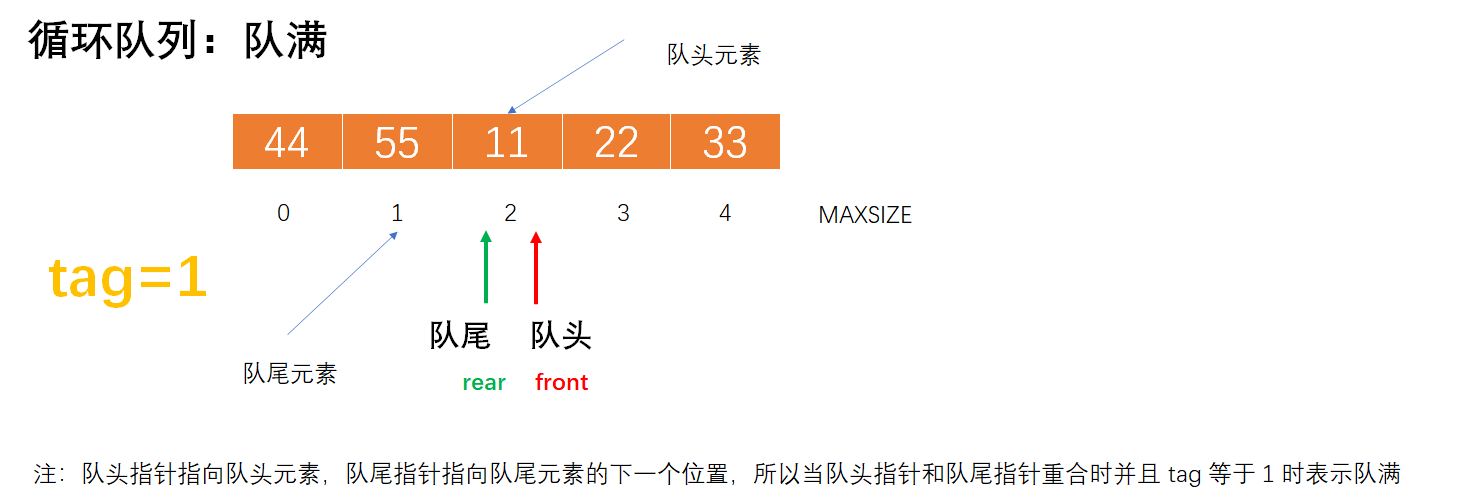 循环队列：队满
队头元素
44 55 11 22 33
0 1 2 3 4 MAXSIZE
tag=1
队尾 队头
队尾元素
rear front
注：队头指针指向队头元素，队尾指针指向队尾元素的下一个位置，所以当队头指针和队尾指针重合时并且 tag 等于 1 时表示队满